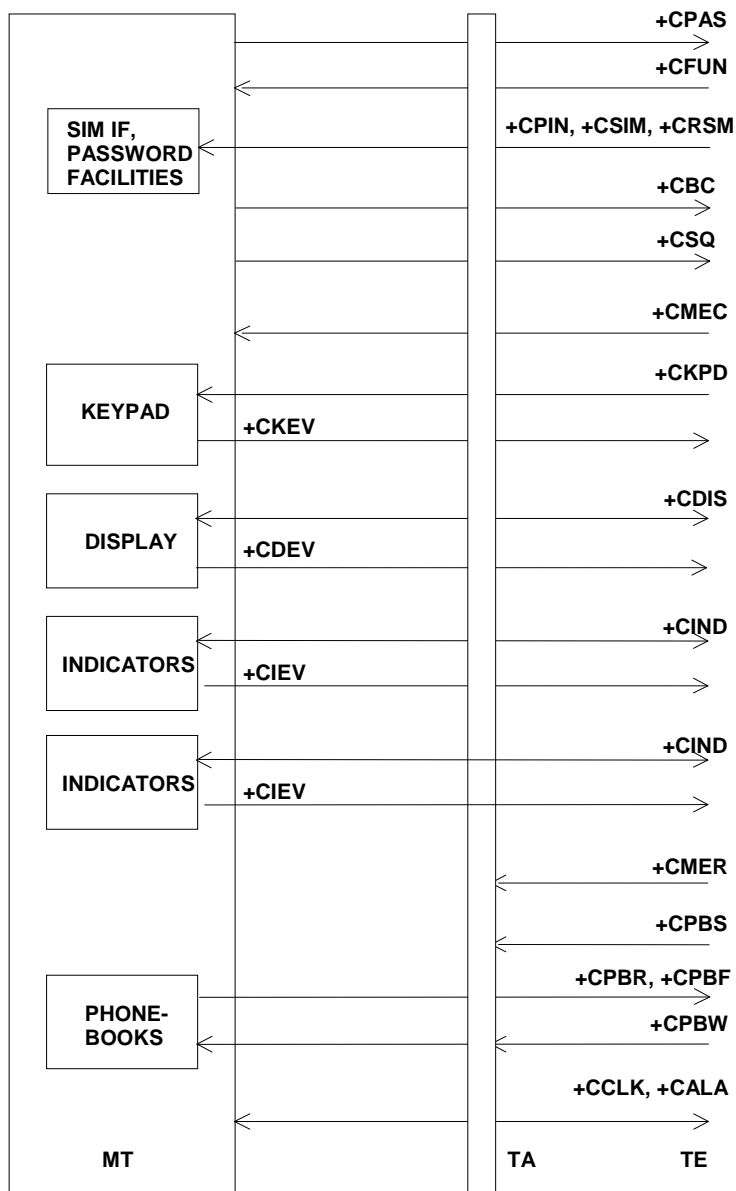 +CPAS
+CFUN
SIM IF,
PASSWORD
FACILITIES
+CPIN, +CSIM, +CRSM
+CBC
+CSQ
+CMEC
+CKPD
KEYPAD
+CKEV
+CDIS
DISPLAY
+CDEV
+CIND
INDICATORS
+CIEV
+CIND
INDICATORS
+CIEV
+CMER
+CPBS
+CPBR, +CPBF
PHONE-
BOOKS
+CPBW
+CCLK, +CALA
MT TA TE